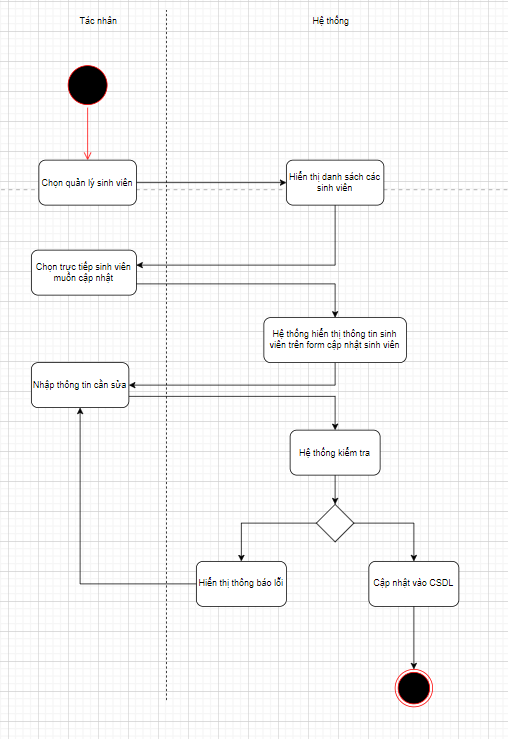 Tác nhân
Hệ thống
Chọn quản lý sinh viên
Hiển thị danh sách các
sinh viên
Chọn trực tiếp sinh viên
muốn cập nhật
Hệ thống hiển thị thông tin sinh
viên trên form cập nhật sinh viên
Nhập thông tin cần sửa
Hệ thống kiểm tra
Hiển thị thông báo lỗi
Cập nhật vào CSDL